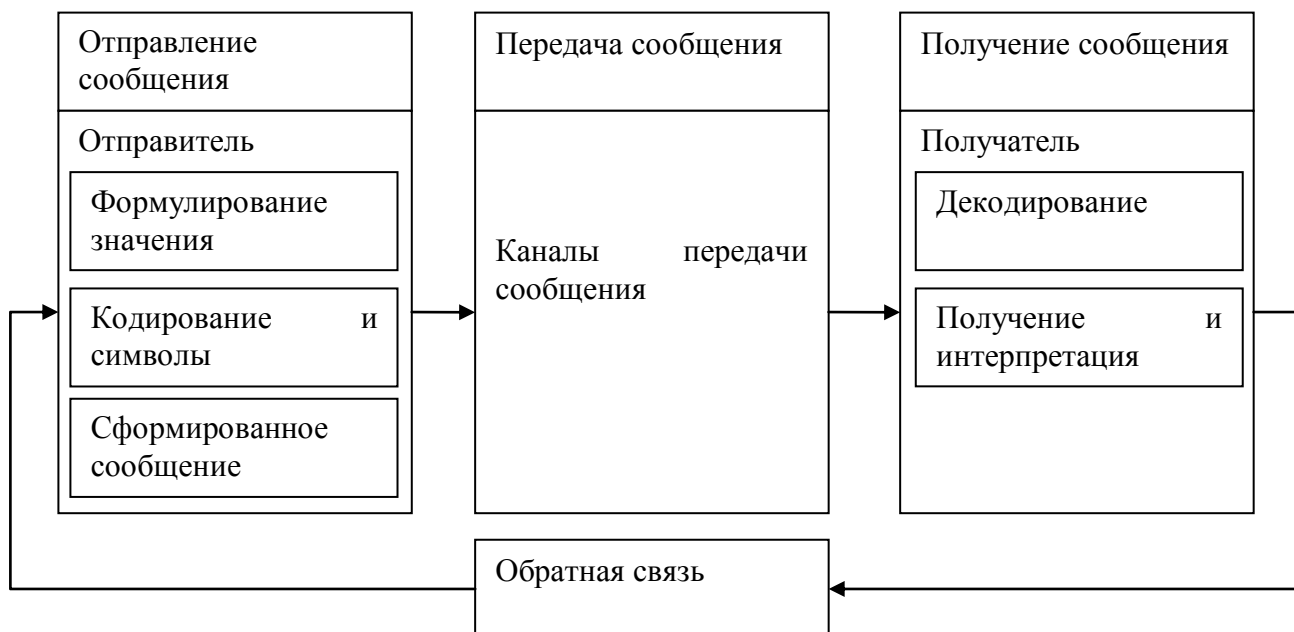 Отправление
сообщения
Отправитель
Формулирование
значения
Кодирование и
символы
Сформированное
сообщение
Передача сообщения
Каналы передачи
сообщения
Получение сообщения
Получатель
Декодирование
Получение и
интерпретация
Обратная связь